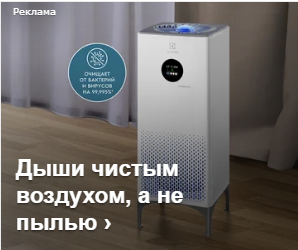 Реклама
ОЧИЩАЕТ
ОТ БАКТЕРИЙ
И ВИРУСОВ
НА 99,995%
Дыши чистым
воздухом, а не
пылью ›